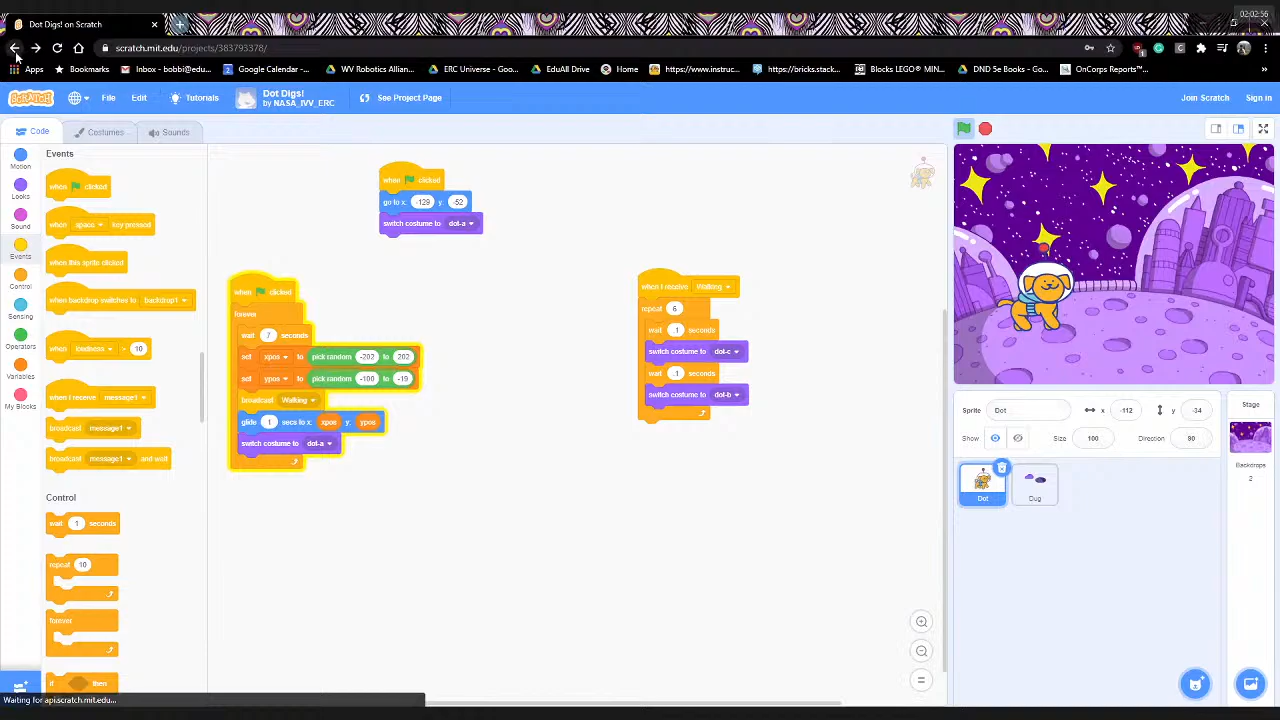 02:02:56
Dot Digs! on Scratch
scratch.mit.edu/projects/383793378/
Apps Bookmarks Inbox - bobbi@edu... Google Calendar -... WV Robotics Allian... ERC Universe - Goo... EduAll Drive Home https://www.instruc... https://bricks.stack... Blocks LEGO® MIN... DND 5e Books - Go... OnCorps Reports™... »
SCRATCH File Edit Tutorials Dot Digs! by NASA_IVV_ERC See Project Page Join Scratch Sign in
Code Costumes Sounds
Motion
Looks
Sound
Events
Control
Sensing
Operators
Variables
My Blocks
Events
when clicked
when space key pressed
when this sprite clicked
when backdrop switches to backdrop1
when loudness > 10
when I receive message1
broadcast message1
broadcast message1 and wait
Control
wait 1 seconds
repeat 10
forever
if then
when clicked
go to x: -129 y: -52
switch costume to dot-a
when clicked
forever
wait 7 seconds
set xpos to pick random -202 to 202
set ypos to pick random -100 to -19
broadcast Walking
glide 1 secs to x: xpos y: ypos
switch costume to dot-a
when I receive Walking
repeat 6
wait .1 seconds
switch costume to dot-c
wait .1 seconds
switch costume to dot-b
Sprite Dot x -112 y -34
Show Size 100 Direction 90
Dot
Dug
Stage
Backdrops
2
Waiting for api.scratch.mit.edu...